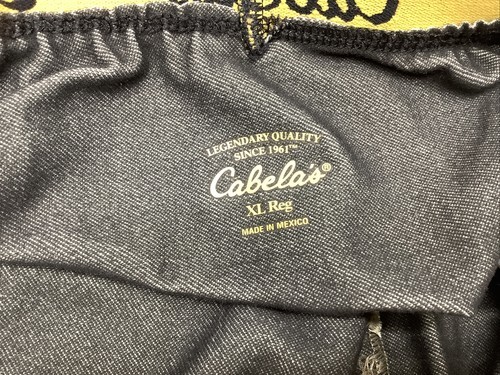 LEGENDARY QUALITY
SINCE 1961™
Cabela's®
XL Reg
MADE IN MEXICO